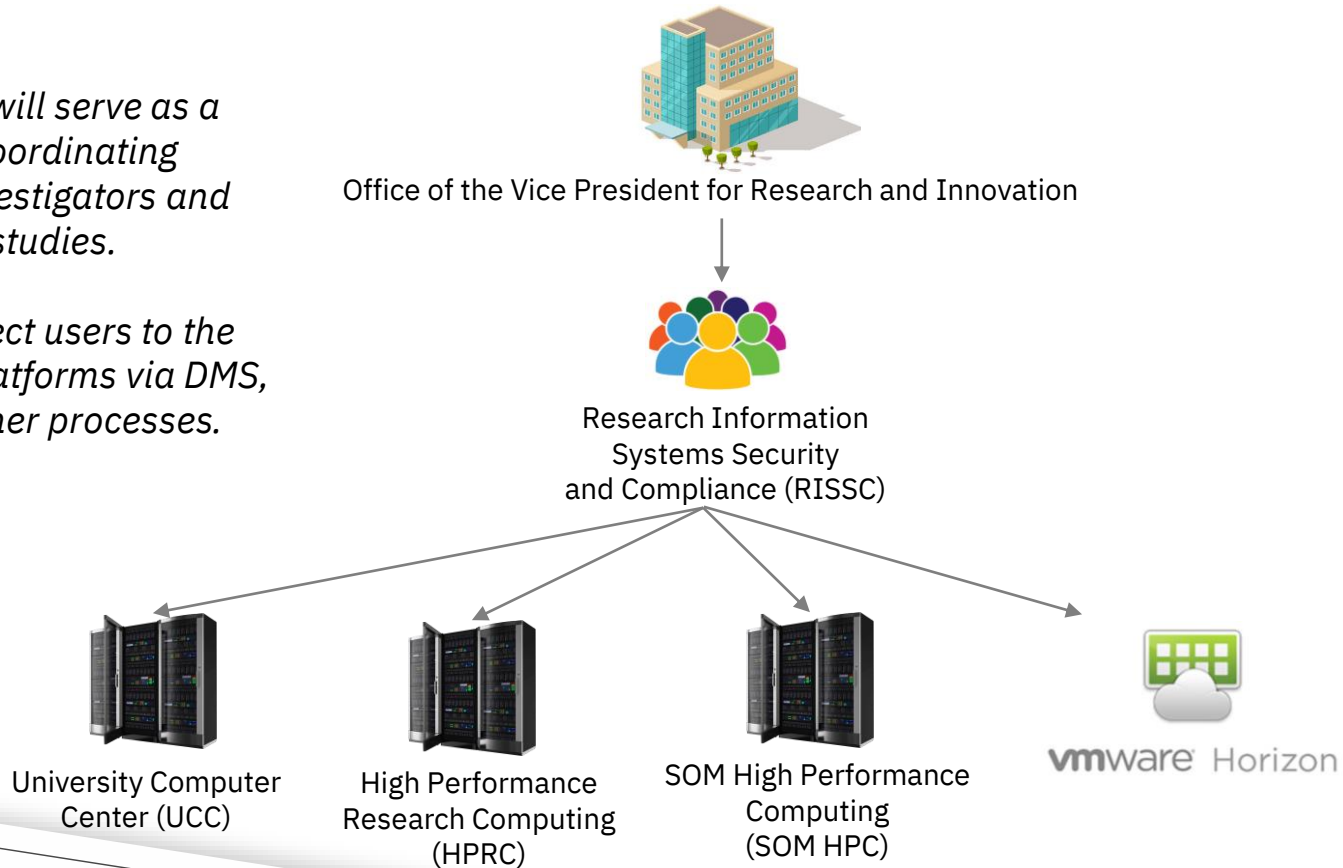 will serve as a
oordinating
estigators and
studies.
ect users to the
atforms via DMS,
her processes.
Office of the Vice President for Research and Innovation
Research Information
Systems Security
and Compliance (RISSC)
University Computer
Center (UCC)
High Performance
Research Computing
(HPRC)
SOM High Performance
Computing
(SOM HPC)
vmware Horizon